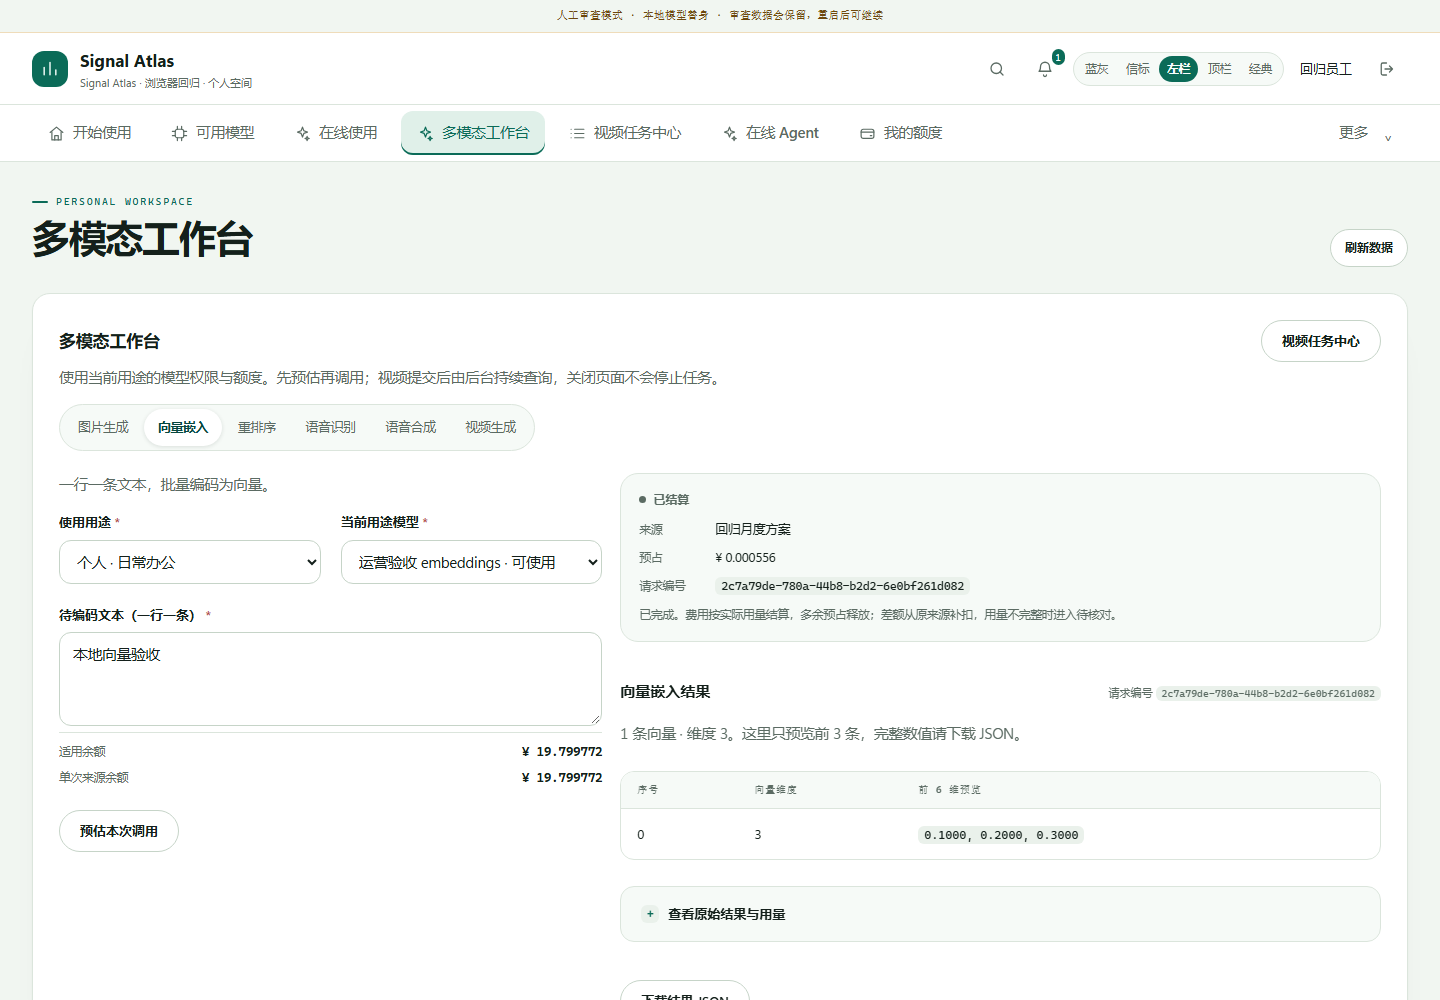 人工审查模式 · 本地模型替身 · 审查数据会保留，重启后可继续
Signal Atlas
Signal Atlas · 浏览器回归 · 个人空间
1
蓝灰 信标 左栏 顶栏 经典
回归员工
开始使用 可用模型 在线使用 多模态工作台 视频任务中心 在线 Agent 我的额度 更多
PERSONAL WORKSPACE
多模态工作台
刷新数据
多模态工作台
视频任务中心
使用当前用途的模型权限与额度。先预估再调用；视频提交后由后台持续查询，关闭页面不会停止任务。
图片生成 向量嵌入 重排序 语音识别 语音合成 视频生成
一行一条文本，批量编码为向量。
使用用途 * 当前用途模型 *
个人 · 日常办公 运营验收 embeddings · 可使用
待编码文本（一行一条） *
本地向量验收
适用余额 ¥ 19.799772
单次来源余额 ¥ 19.799772
预估本次调用
已结算
来源 回归月度方案
预占 ¥ 0.000556
请求编号 2c7a79de-780a-44b8-b2d2-6e0bf261d082
已完成。费用按实际用量结算，多余预占释放；差额从原来源补扣，用量不完整时进入待核对。
向量嵌入结果 请求编号 2c7a79de-780a-44b8-b2d2-6e0bf261d082
1 条向量 · 维度 3。这里只预览前 3 条，完整数值请下载 JSON。
序号 向量维度 前 6 维预览
0 3 0.1000, 0.2000, 0.3000
+ 查看原始结果与用量
下载结果 JSON